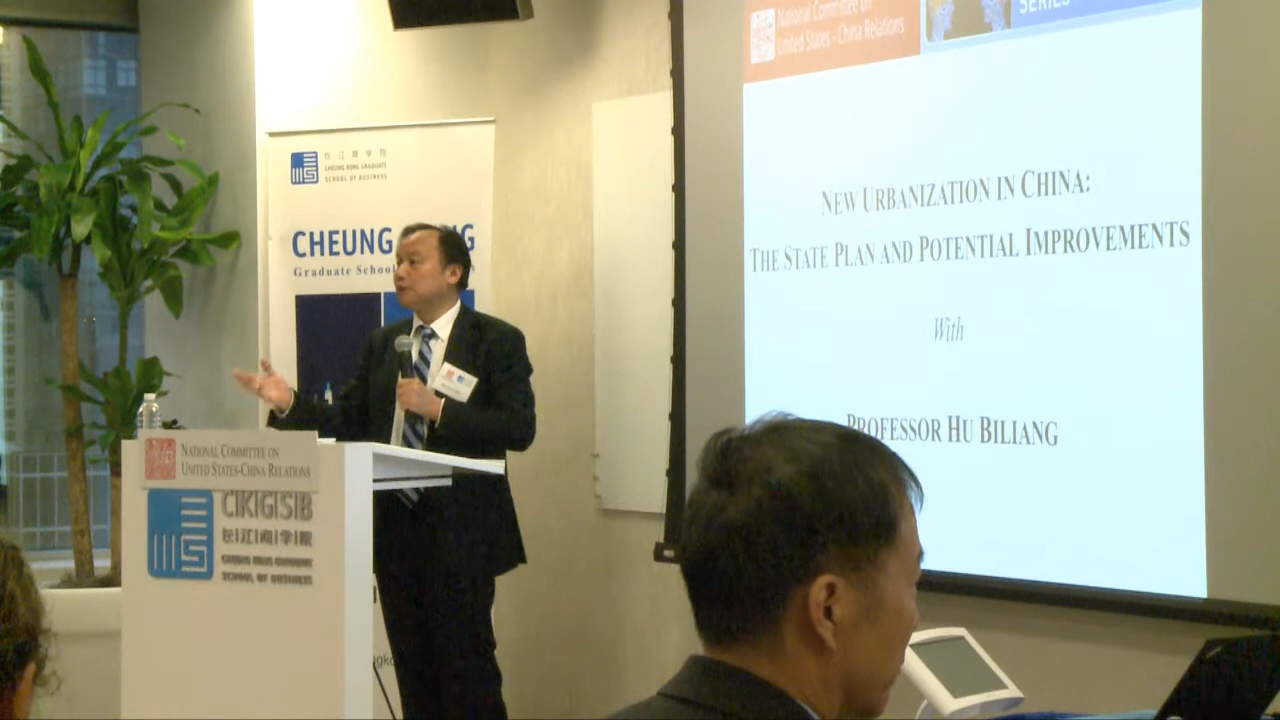 National Committee on
United States - China Relations
SERIES
NEW URBANIZATION IN CHINA:
THE STATE PLAN AND POTENTIAL IMPROVEMENTS
With
PROFESSOR HU BILIANG
长江商学院
CHEUNG KONG GRADUATE
SCHOOL OF BUSINESS
CHEUNG
Graduate School
NATIONAL COMMITTEE ON
UNITED STATES-CHINA RELATIONS
CKGSB
长江商学院
CHEUNG KONG GRADUATE
SCHOOL OF BUSINESS